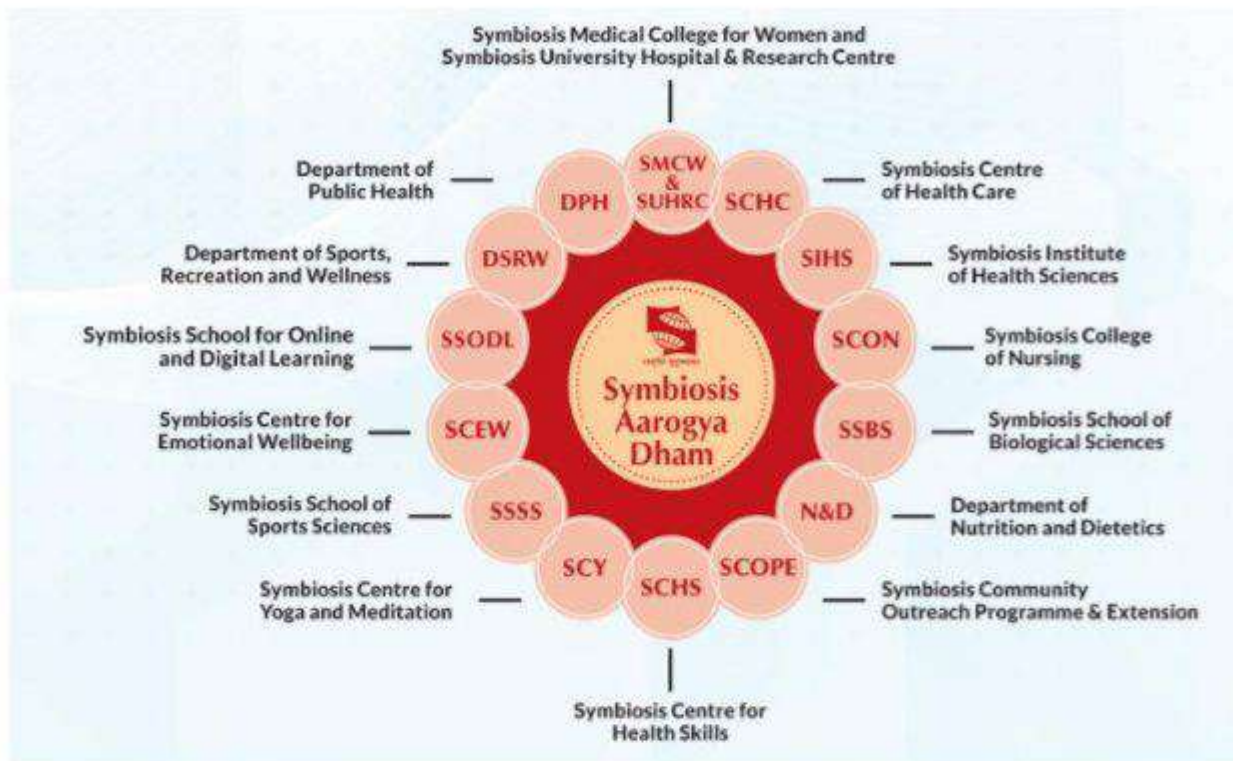 Symbiosis Medical College for Women and
Symbiosis University Hospital & Research Centre
SMCW
&
SUHRC
Symbiosis Centre
of Health Care
SCHC
Symbiosis Institute
of Health Sciences
SIHS
Symbiosis College
of Nursing
SCON
Symbiosis School of
Biological Sciences
SSBS
Department of
Nutrition and Dietetics
N&D
Symbiosis Community
Outreach Programme & Extension
SCOPE
Symbiosis Centre for
Health Skills
SCHS
Symbiosis Centre for
Yoga and Meditation
SCY
Symbiosis School of
Sports Sciences
SSSS
Symbiosis Centre for
Emotional Wellbeing
SCEW
Symbiosis School for Online
and Digital Learning
SSODL
Department of Sports,
Recreation and Wellness
DSRW
Department of
Public Health
DPH
Symbiosis
Aarogya
Dham